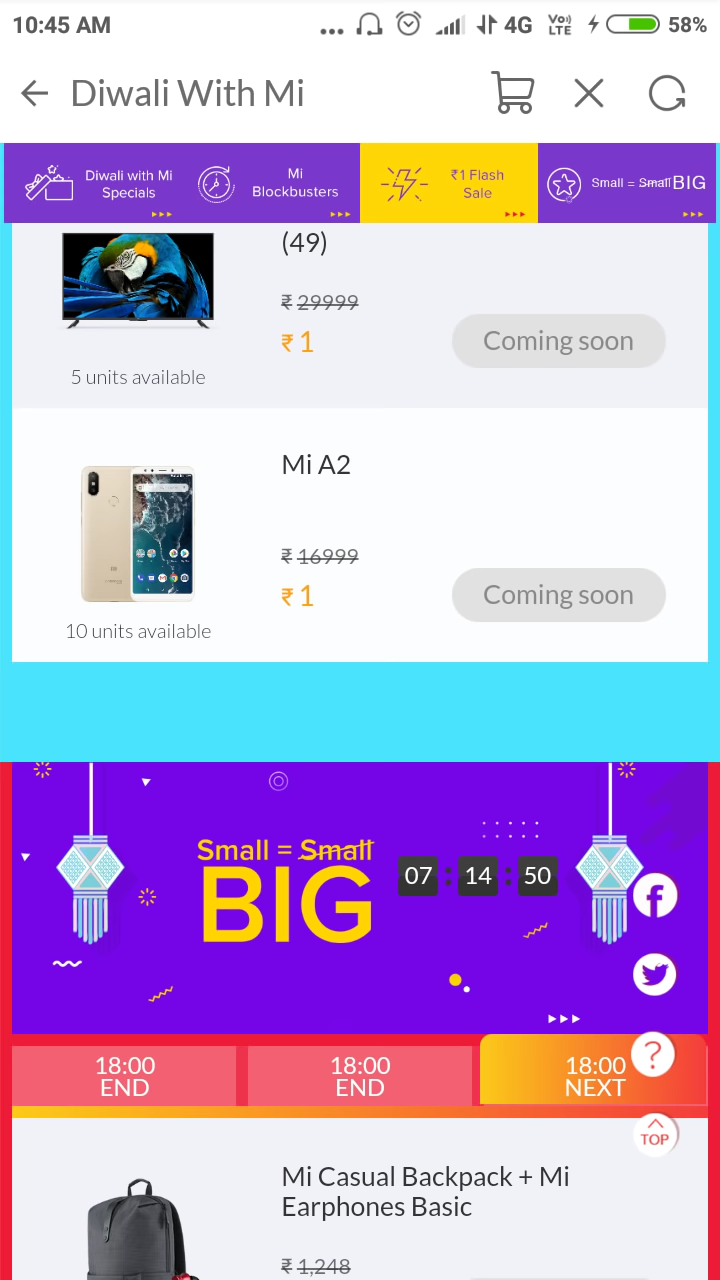 10:45 AM
... 4G Vo)) LTE 58%
Diwali With Mi
Diwali with Mi
Specials
Mi
Blockbusters
₹1 Flash
Sale
Small = Small BIG
(49)
₹ 29999
₹ 1
Coming soon
5 units available
Mi A2
₹ 16999
₹ 1
Coming soon
10 units available
Small = Small
BIG
07 : 14 : 50
18:00
END
18:00
END
18:00
NEXT
?
TOP
Mi Casual Backpack + Mi
Earphones Basic
₹ 1,248